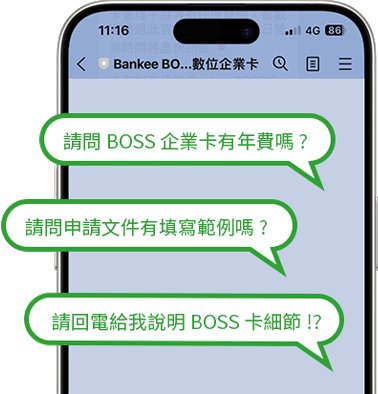 11:16
4G 86
Bankee BO...數位企業卡
請問 BOSS 企業卡有年費嗎 ?
請問申請文件有填寫範例嗎 ?
請回電給我說明 BOSS 卡細節 !?